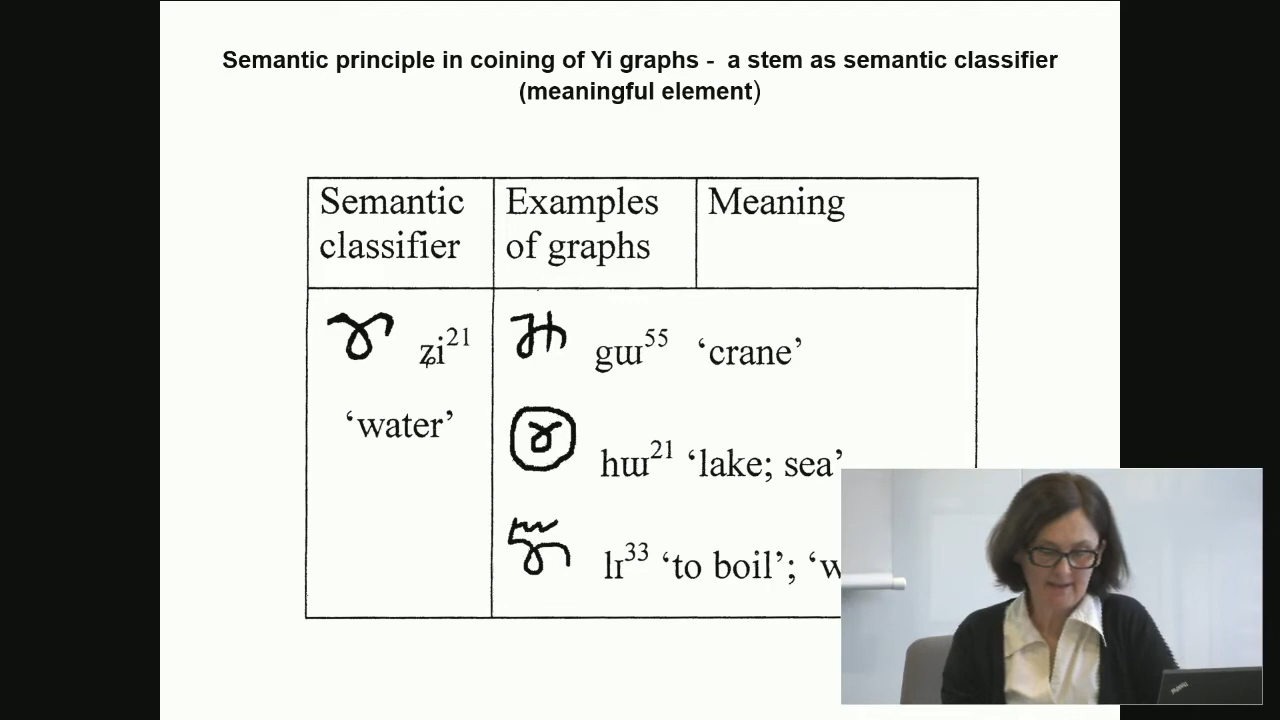 Semantic principle in coining of Yi graphs - a stem as semantic classifier
(meaningful element)
Semantic classifier
Examples of graphs
Meaning
ʑi²¹
‘water’
gɯ⁵⁵ ‘crane’
hɯ²¹ ‘lake; sea’
lɪ³³ ‘to boil’;